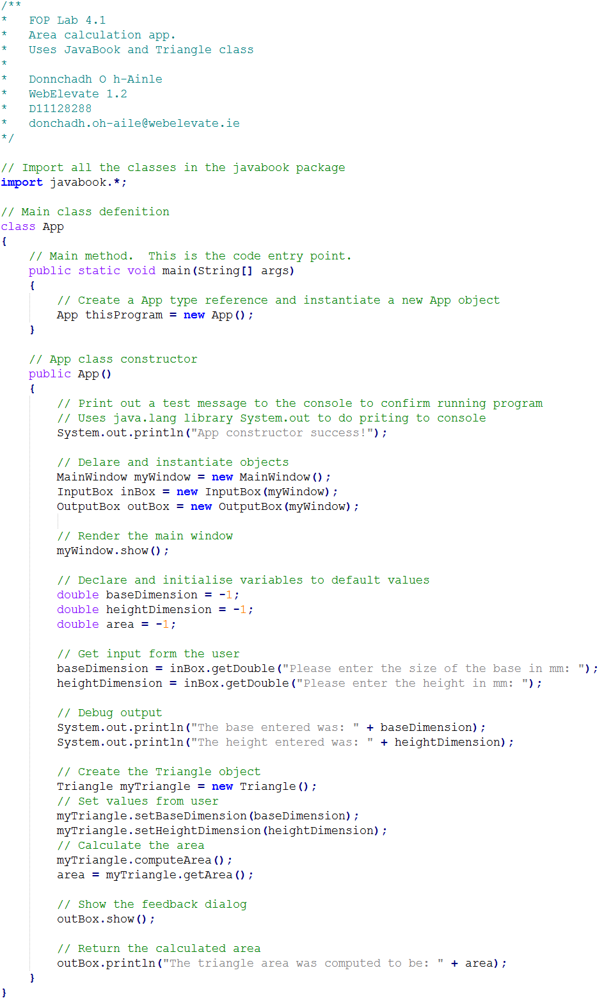 /**
*   FOP Lab 4.1
*   Area calculation app.
*   Uses JavaBook and Triangle class
*
*   Donnchadh O h-Ainle
*   WebElevate 1.2
*   D11128288
*   donchadh.oh-aile@webelevate.ie
*/

// Import all the classes in the javabook package
import javabook.*;

// Main class defenition
class App
{
    // Main method.  This is the code entry point.
    public static void main(String[] args)
    {
        // Create a App type reference and instantiate a new App object
        App thisProgram = new App();
    }

    // App class constructor
    public App()
    {
        // Print out a test message to the console to confirm running program
        // Uses java.lang library System.out to do priting to console
        System.out.println("App constructor success!");

        // Delare and instantiate objects
        MainWindow myWindow = new MainWindow();
        InputBox inBox = new InputBox(myWindow);
        OutputBox outBox = new OutputBox(myWindow);

        // Render the main window
        myWindow.show();

        // Declare and initialise variables to default values
        double baseDimension = -1;
        double heightDimension = -1;
        double area = -1;

        // Get input form the user
        baseDimension = inBox.getDouble("Please enter the size of the base in mm: ");
        heightDimension = inBox.getDouble("Please enter the height in mm: ");

        // Debug output
        System.out.println("The base entered was: " + baseDimension);
        System.out.println("The height entered was: " + heightDimension);

        // Create the Triangle object
        Triangle myTriangle = new Triangle();
        // Set values from user
        myTriangle.setBaseDimension(baseDimension);
        myTriangle.setHeightDimension(heightDimension);
        // Calculate the area
        myTriangle.computeArea();
        area = myTriangle.getArea();

        // Show the feedback dialog
        outBox.show();

        // Return the calculated area
        outBox.println("The triangle area was computed to be: " + area);
    }
}